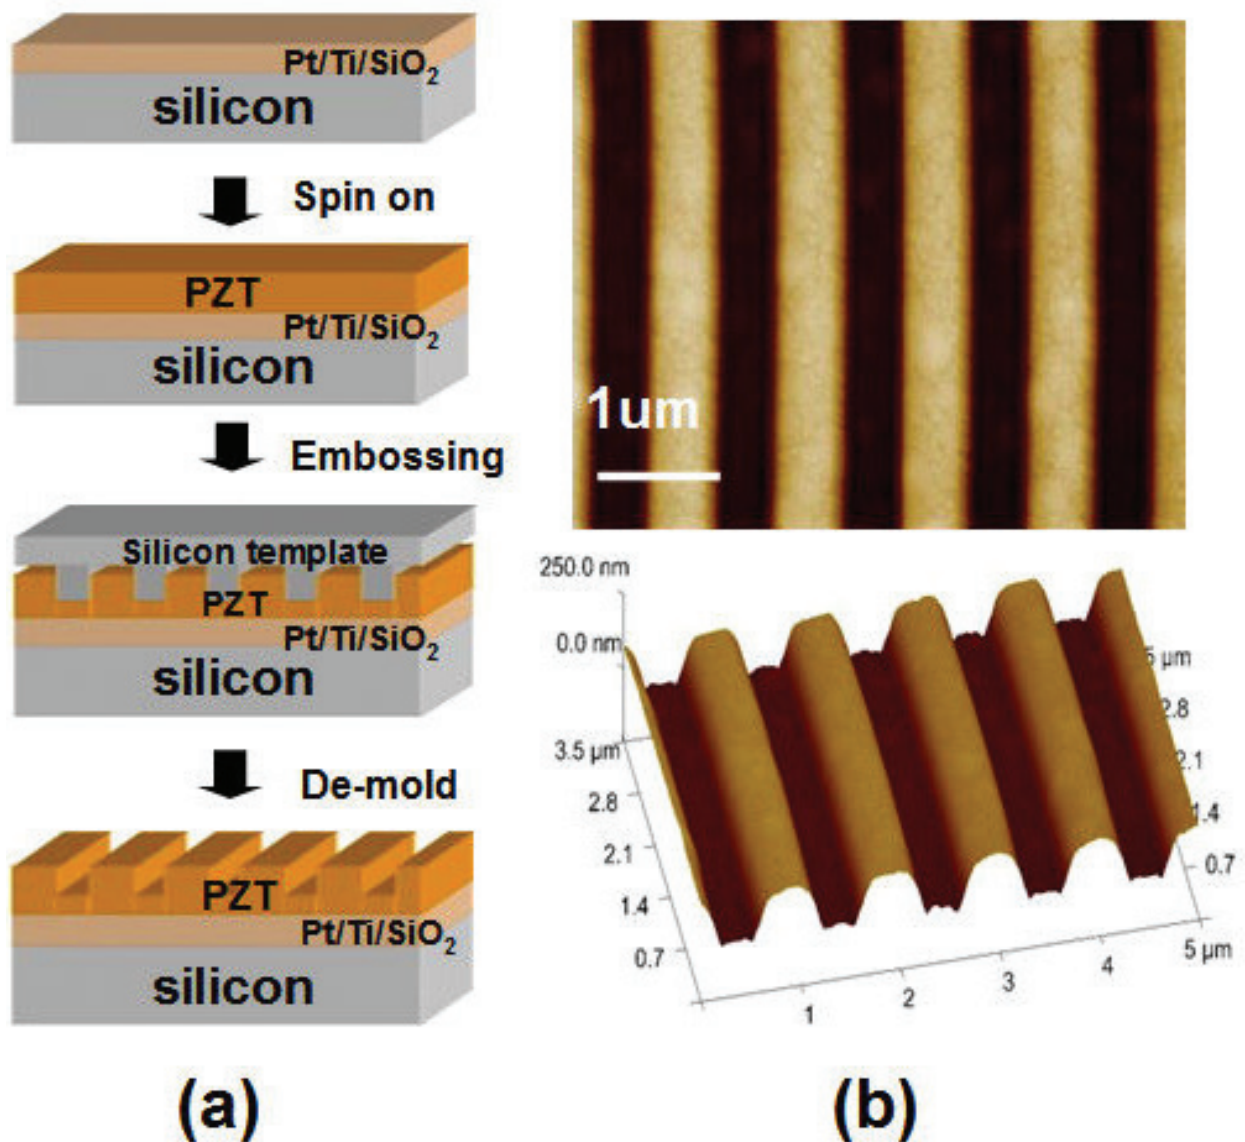 Pt/Ti/SiO₂
silicon
Spin on
PZT
Pt/Ti/SiO₂
silicon
Embossing
Silicon template
PZT
Pt/Ti/SiO₂
silicon
De-mold
PZT
Pt/Ti/SiO₂
silicon
(a)
1um
250.0 nm
0.0 nm
3.5 µm
2.8
2.1
1.4
0.7
1
2
3
4
5 µm
5 µm
2.8
2.1
1.4
0.7
(b)